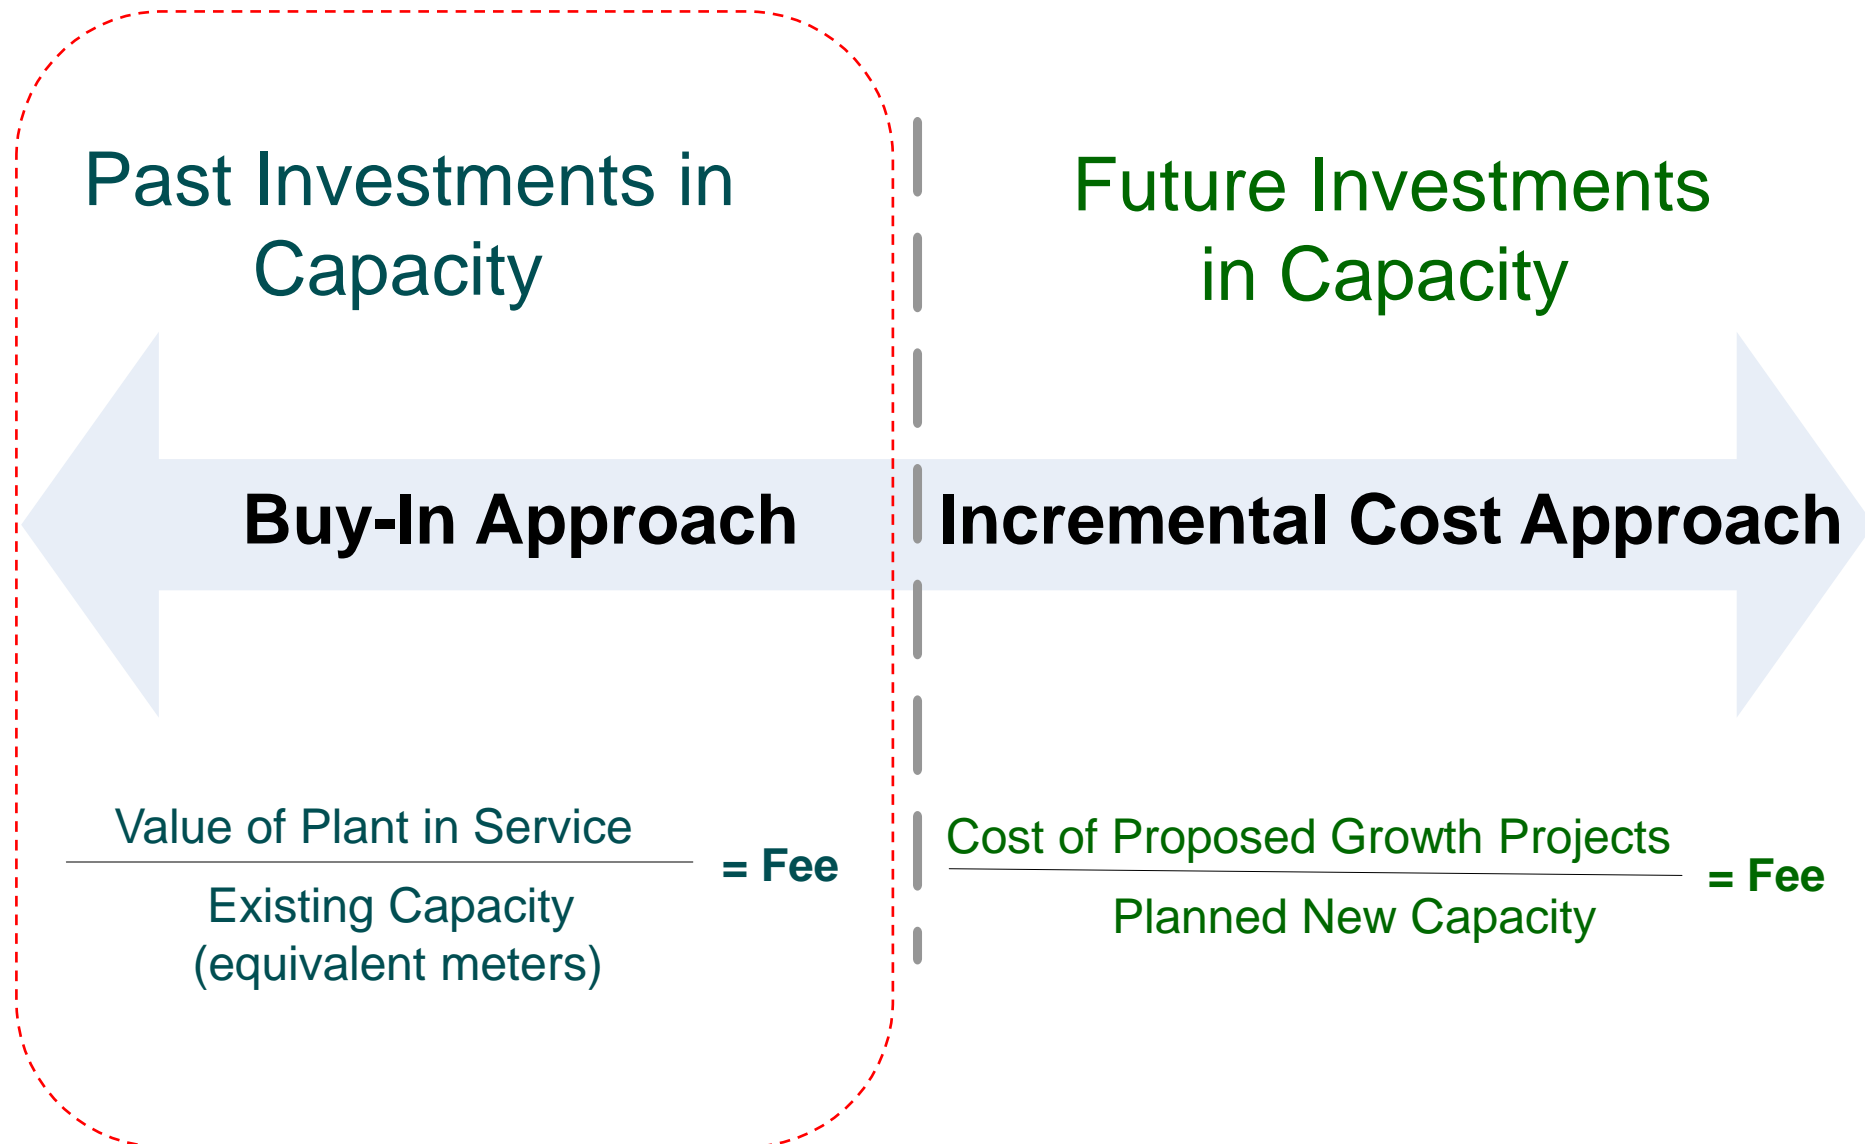 Past Investments in
Capacity
Future Investments
in Capacity
Buy-In Approach
Incremental Cost Approach
Value of Plant in Service
Existing Capacity
(equivalent meters)
= Fee
Cost of Proposed Growth Projects
Planned New Capacity
= Fee